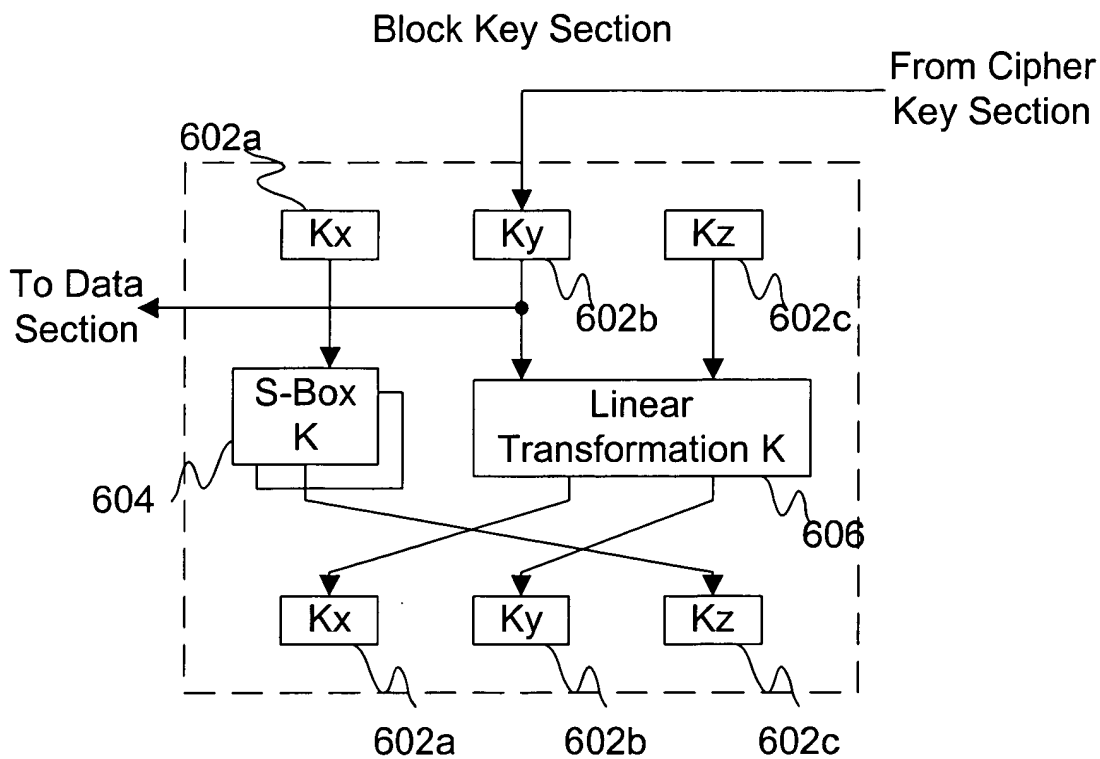 Block Key Section
From Cipher
Key Section
602a
Kx
Ky
Kz
To Data
Section
602b
602c
S-Box
K
Linear
Transformation K
604
606
Kx
Ky
Kz
602a
602b
602c